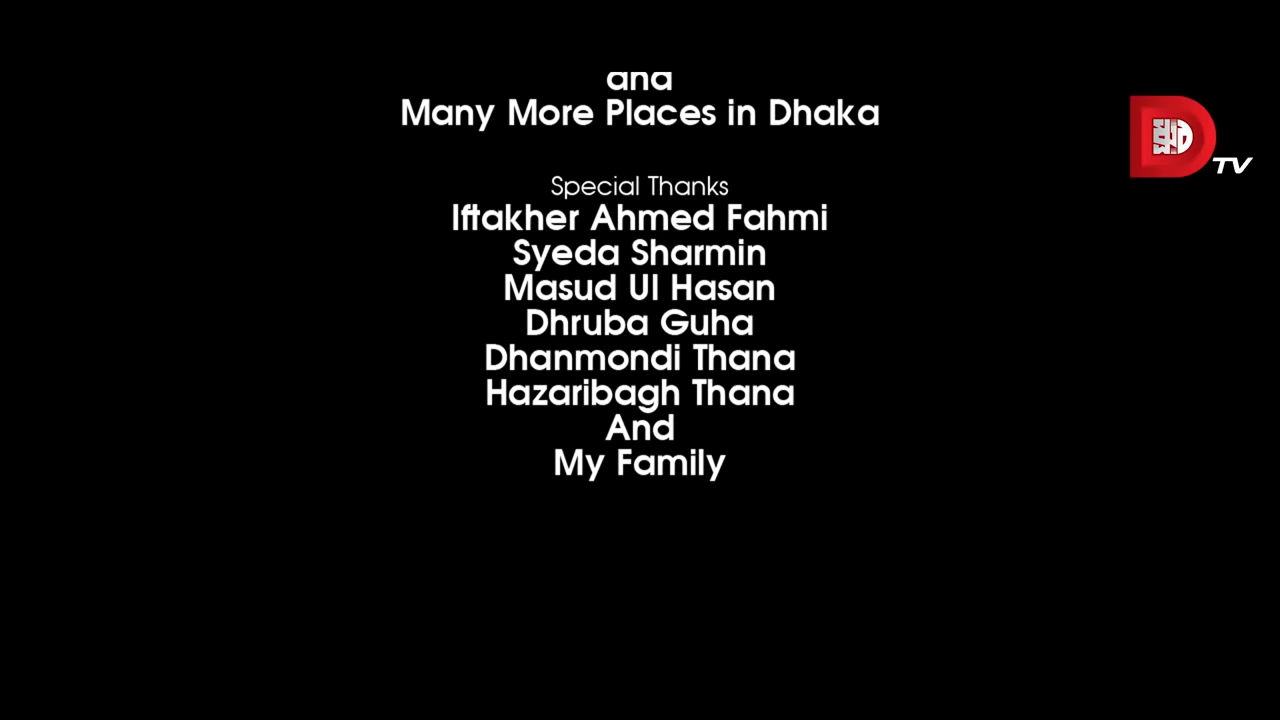 and
Many More Places in Dhaka
Special Thanks
Iftakher Ahmed Fahmi
Syeda Sharmin
Masud Ul Hasan
Dhruba Guha
Dhanmondi Thana
Hazaribagh Thana
And
My Family
D
TV